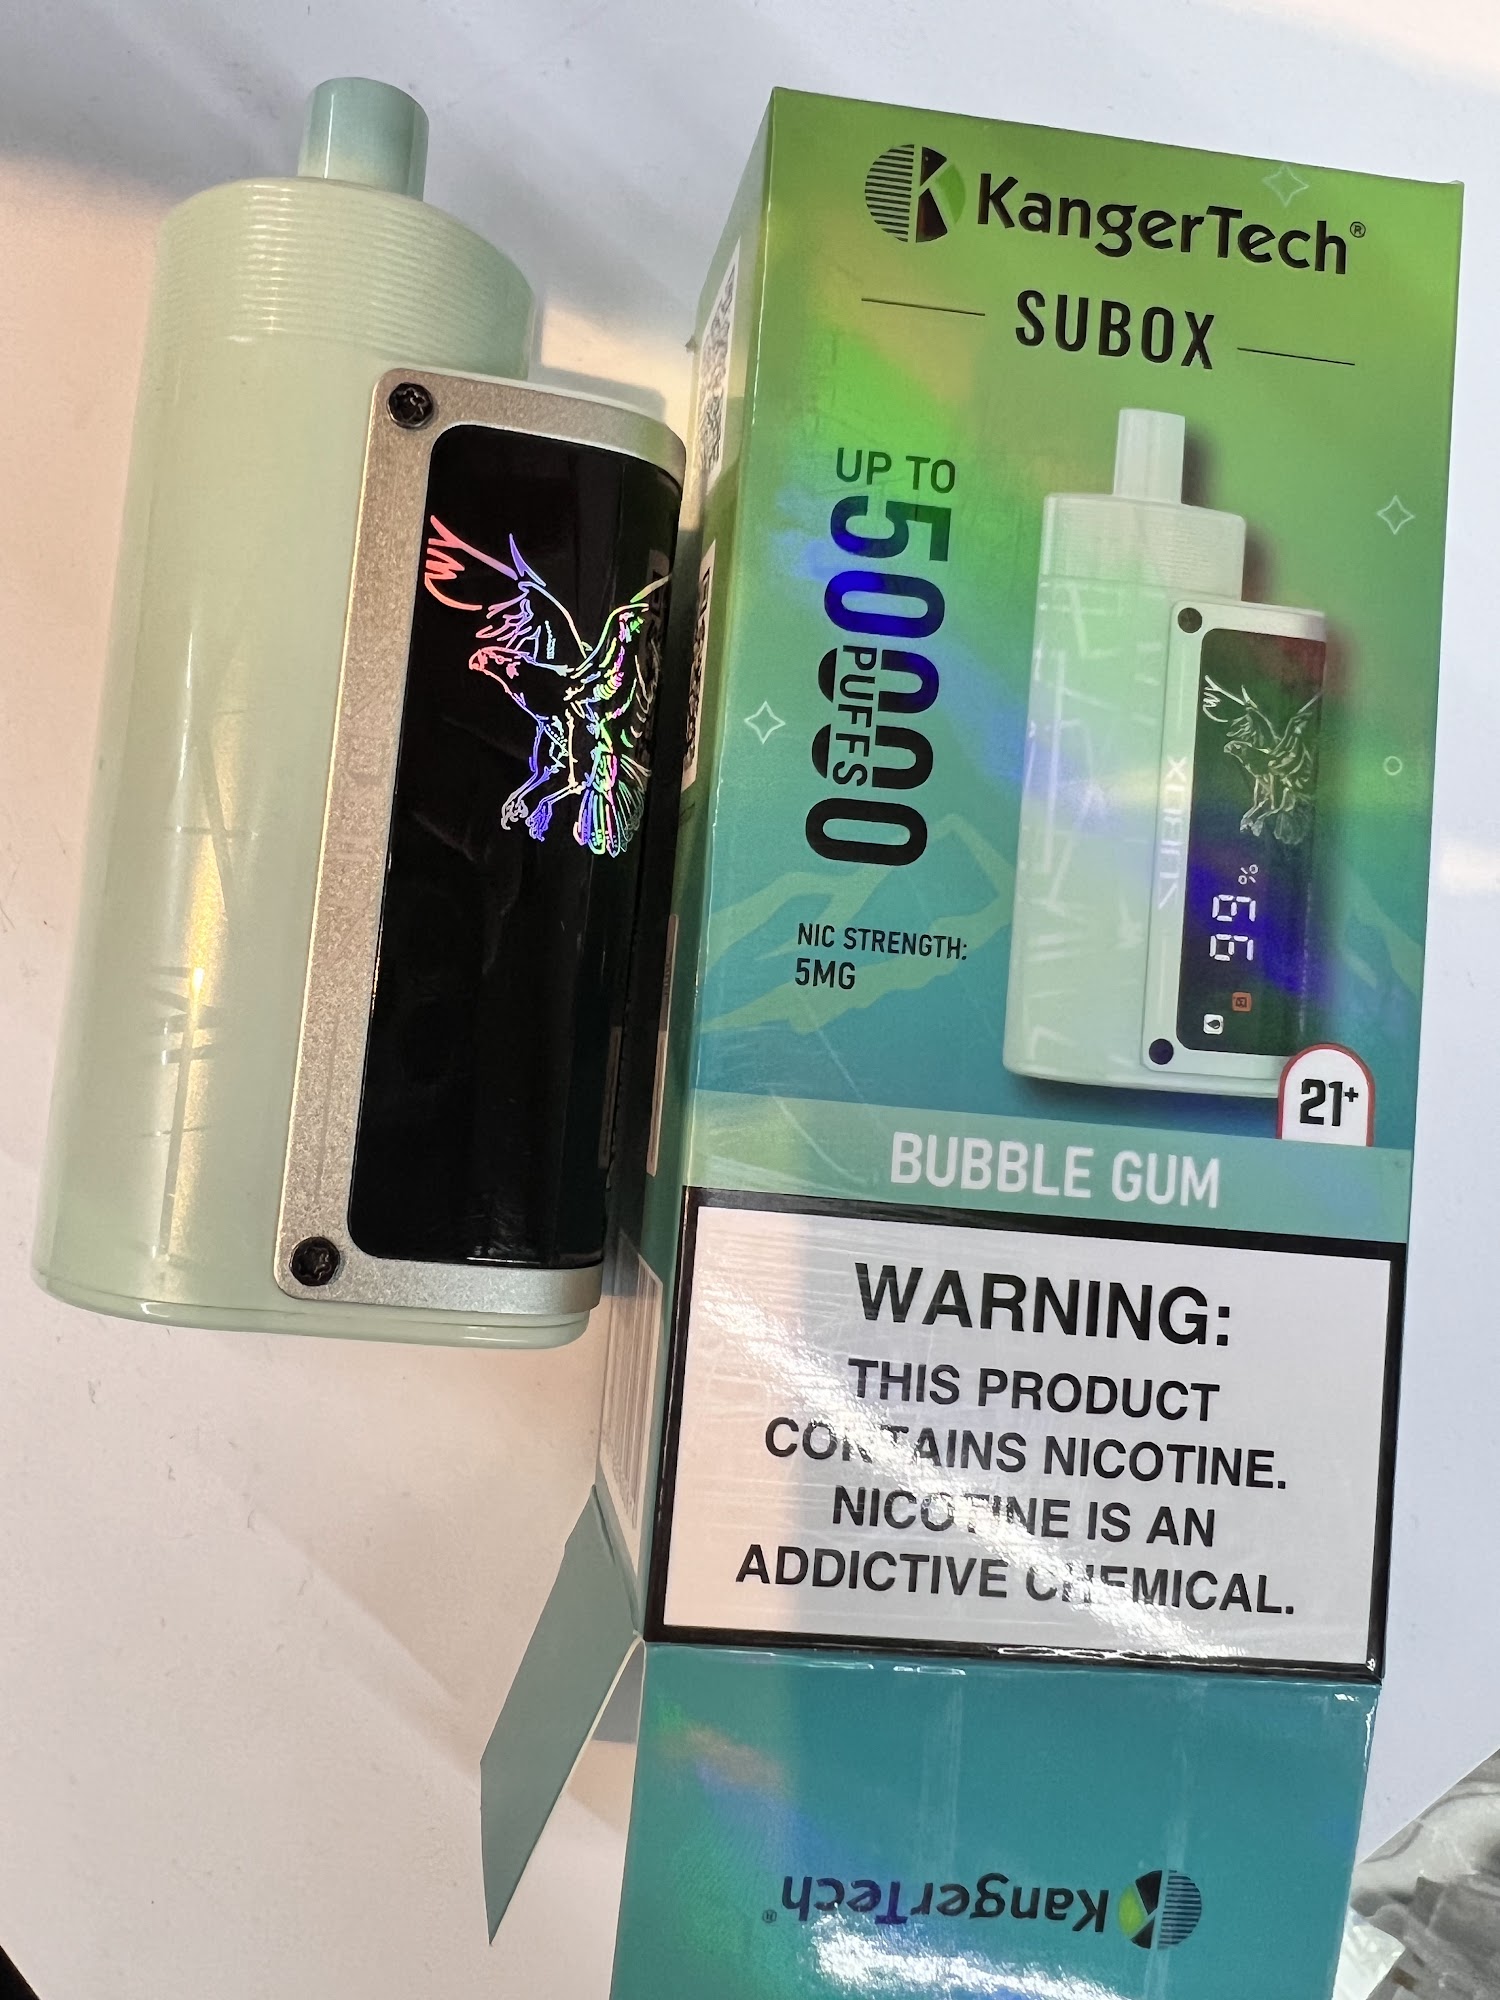 KangerTech®
SUBOX
UP TO
50000
PUFFS
NIC STRENGTH:
5MG
99%
21+
BUBBLE GUM
WARNING:
THIS PRODUCT
CONTAINS NICOTINE.
NICOTINE IS AN
ADDICTIVE CHEMICAL.
KangerTech®